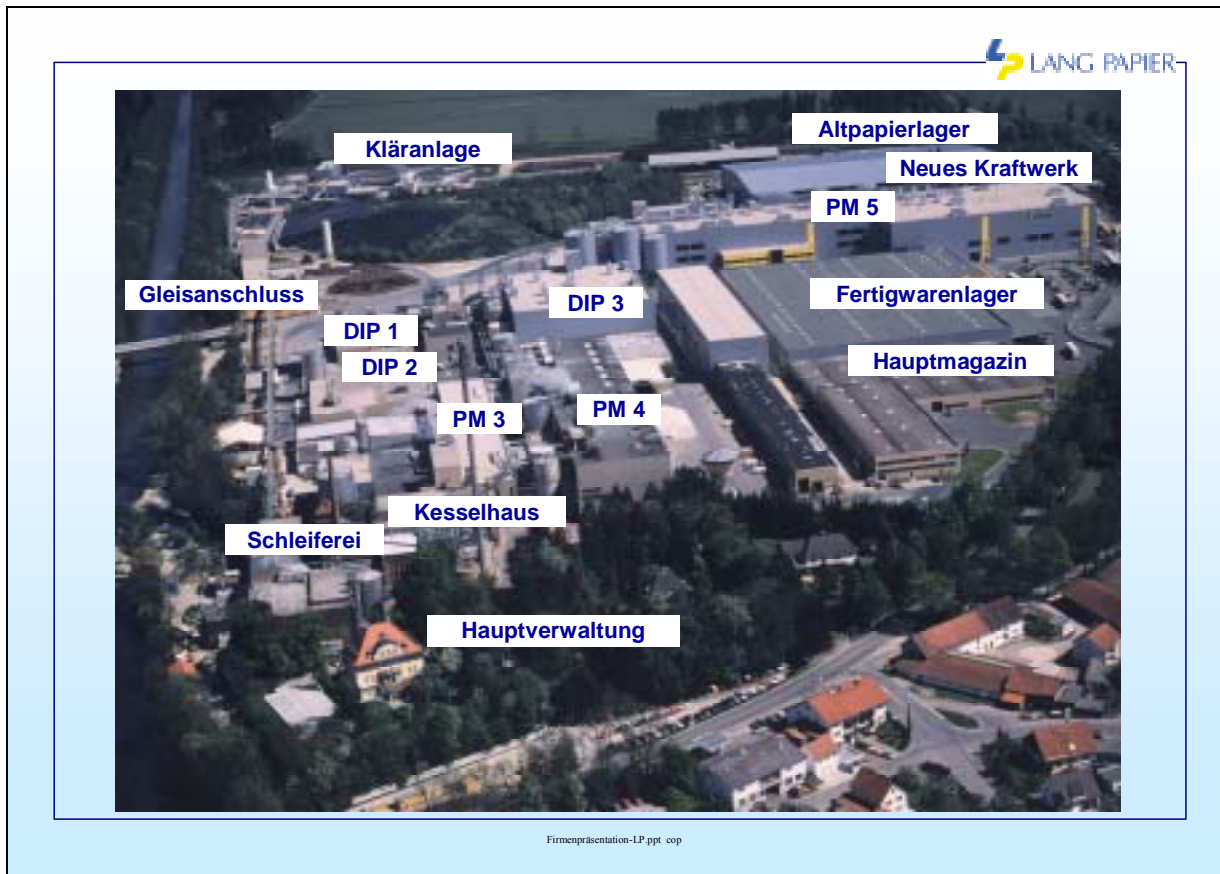 LP LANG PAPIER
Altpapierlager
Kläranlage
Neues Kraftwerk
PM 5
Gleisanschluss
DIP 3
Fertigwarenlager
DIP 1
DIP 2
Hauptmagazin
PM 3
PM 4
Kesselhaus
Schleiferei
Hauptverwaltung
Firmenpräsentation-LP.ppt cop